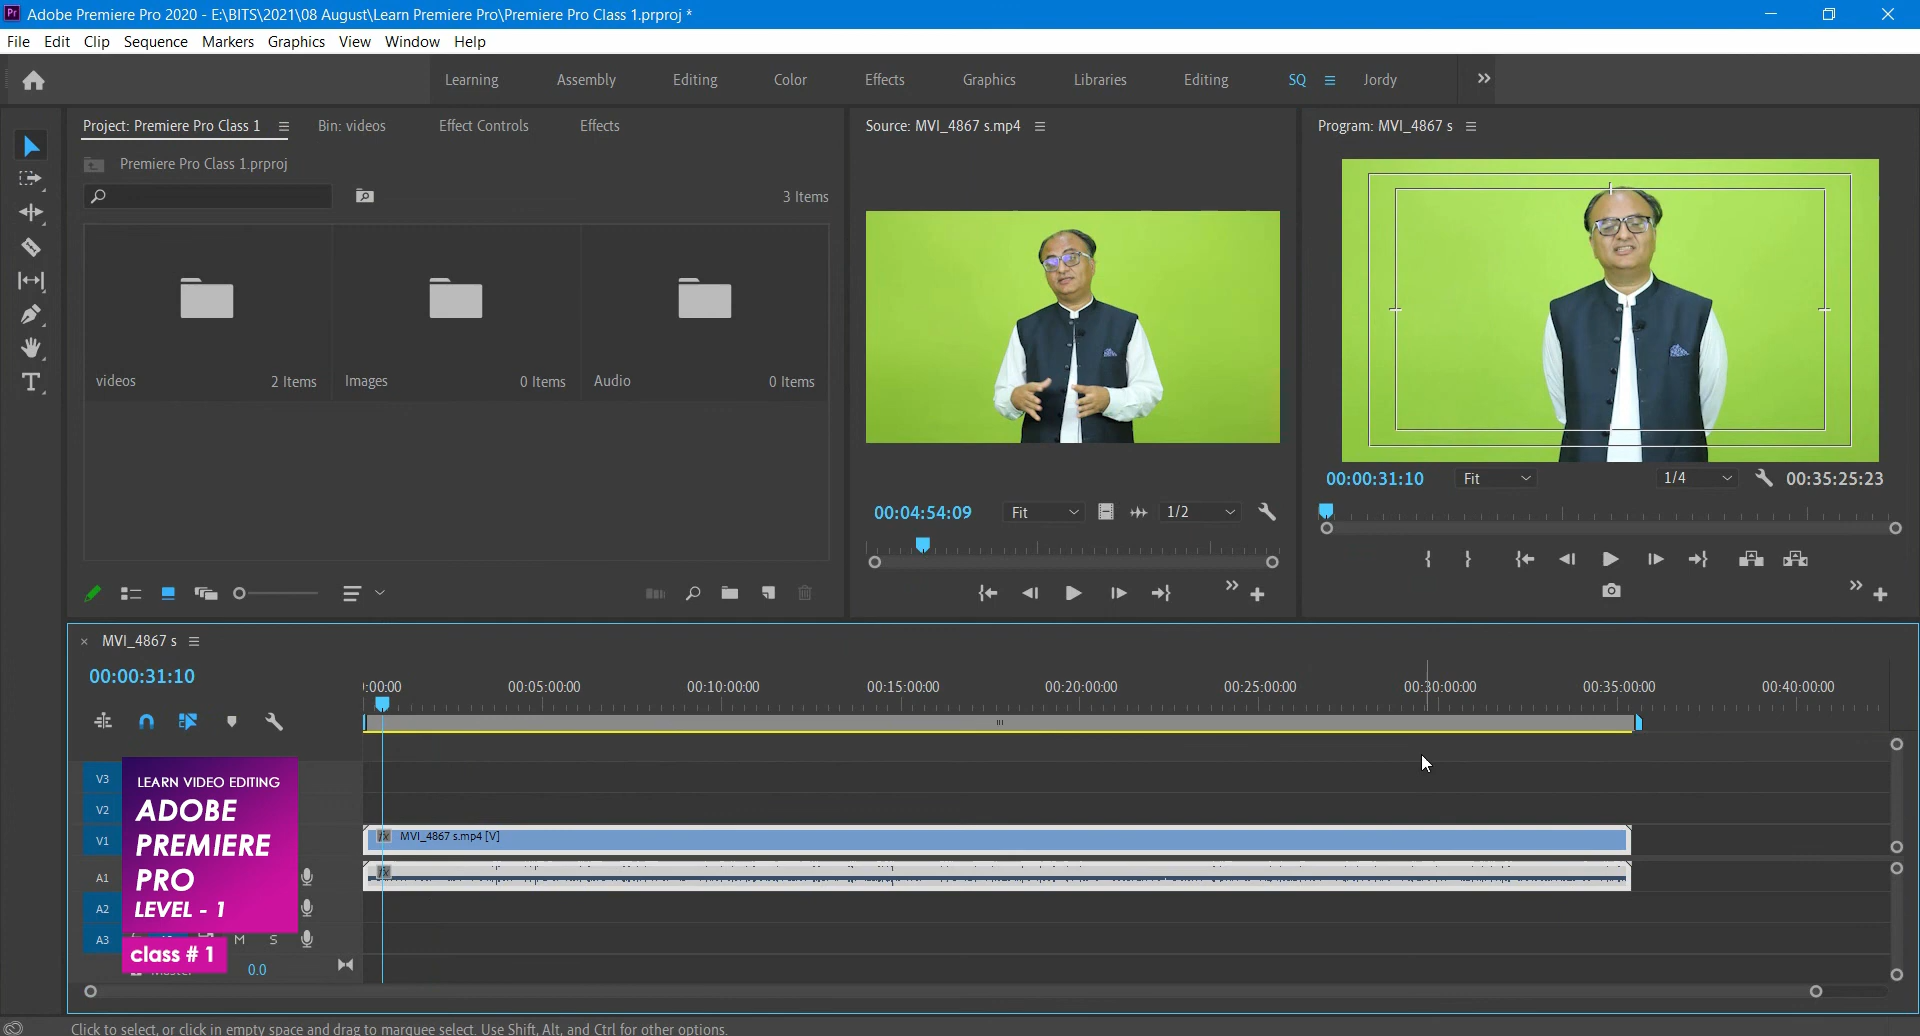 Adobe Premiere Pro 2020 - E:\BITS\2021\08 August\Learn Premiere Pro\Premiere Pro Class 1.prproj *
File Edit Clip Sequence Markers Graphics View Window Help
Learning Assembly Editing Color Effects Graphics Libraries Editing SQ Jordy
Project: Premiere Pro Class 1 Bin: videos Effect Controls Effects
Premiere Pro Class 1.prproj
3 Items
videos 2 Items Images 0 Items Audio 0 Items
Source: MVI_4867 s.mp4
00:04:54:09 Fit 1/2
Program: MVI_4867 s
00:00:31:10 Fit 1/4 00:35:25:23
MVI_4867 s
00:00:31:10
:00:00 00:05:00:00 00:10:00:00 00:15:00:00 00:20:00:00 00:25:00:00 00:30:00:00 00:35:00:00 00:40:00:00
V3
V2
V1 fx MVI_4867 s.mp4 [V]
A1 fx
A2
A3 M S
0.0
LEARN VIDEO EDITING
ADOBE
PREMIERE
PRO
LEVEL - 1
class # 1
Click to select, or click in empty space and drag to marquee select. Use Shift, Alt, and Ctrl for other options.